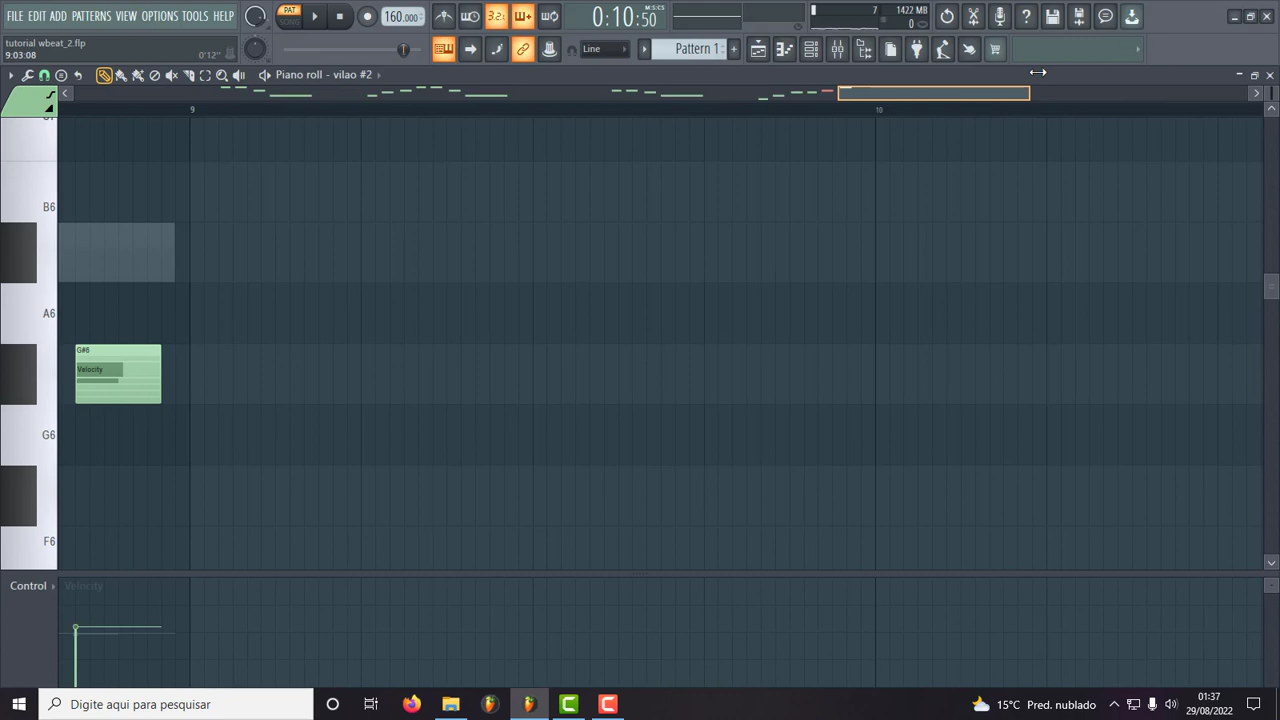 FILE EDIT ADD PATTERNS VIEW OPTIONS TOOLS HELP
PAT
SONG
160.000
3.2.
0:10:50
M:S:CS
7
1422 MB
0
tutorial wbeat_2.flp
9:03:08
0'12"
Line
Pattern 1
Piano roll - vilao #2
9
10
B6
A6
G#6
Velocity
G6
F6
Control
Velocity
Digite aqui para pesquisar
15°C Pred. nublado
01:37
29/08/2022